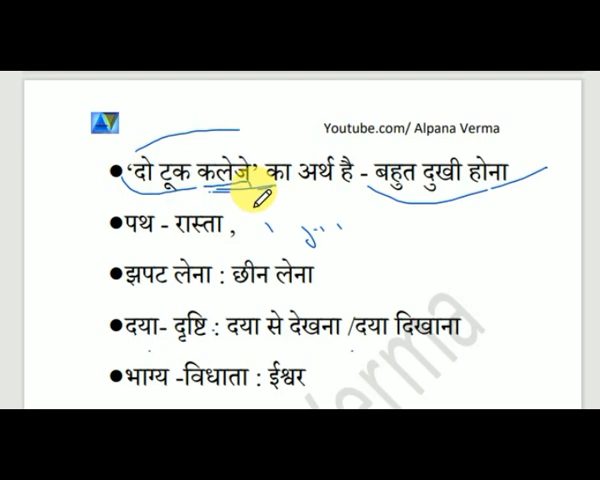 Youtube.com/ Alpana Verma
●‘दो टूक कलेजे’ का अर्थ है - बहुत दुखी होना
●पथ - रास्ता ,
●झपट लेना : छीन लेना
●दया- दृष्टि : दया से देखना /दया दिखाना
●भाग्य -विधाता : ईश्वर